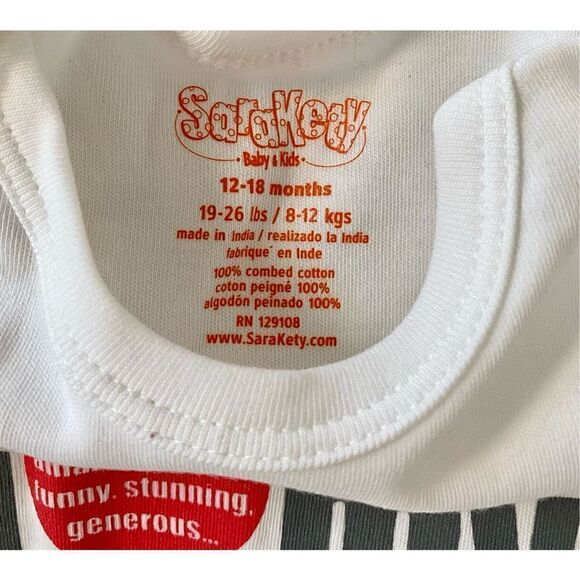 SaraKety
Baby & Kids
12-18 months
19-26 lbs / 8-12 kgs
made in India / realizado la India
fabrique´ en Inde
100% combed cotton
coton peigné 100%
algodón peinado 100%
RN 129108
www.SaraKety.com
funny. stunning,
generous...